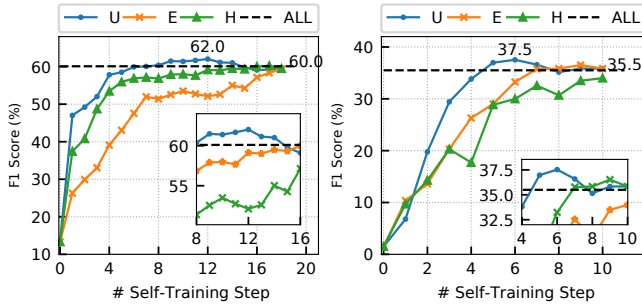 U E H ALL
62.0
60.0
60
50
40
30
20
10
F1 Score (%)
60
55
8 12 16
0 4 8 12 16 20
# Self-Training Step
U E H ALL
37.5
35.5
40
30
20
10
0
F1 Score (%)
37.5
35.0
32.5
4 6 8 10
0 2 4 6 8 10
# Self-Training Step